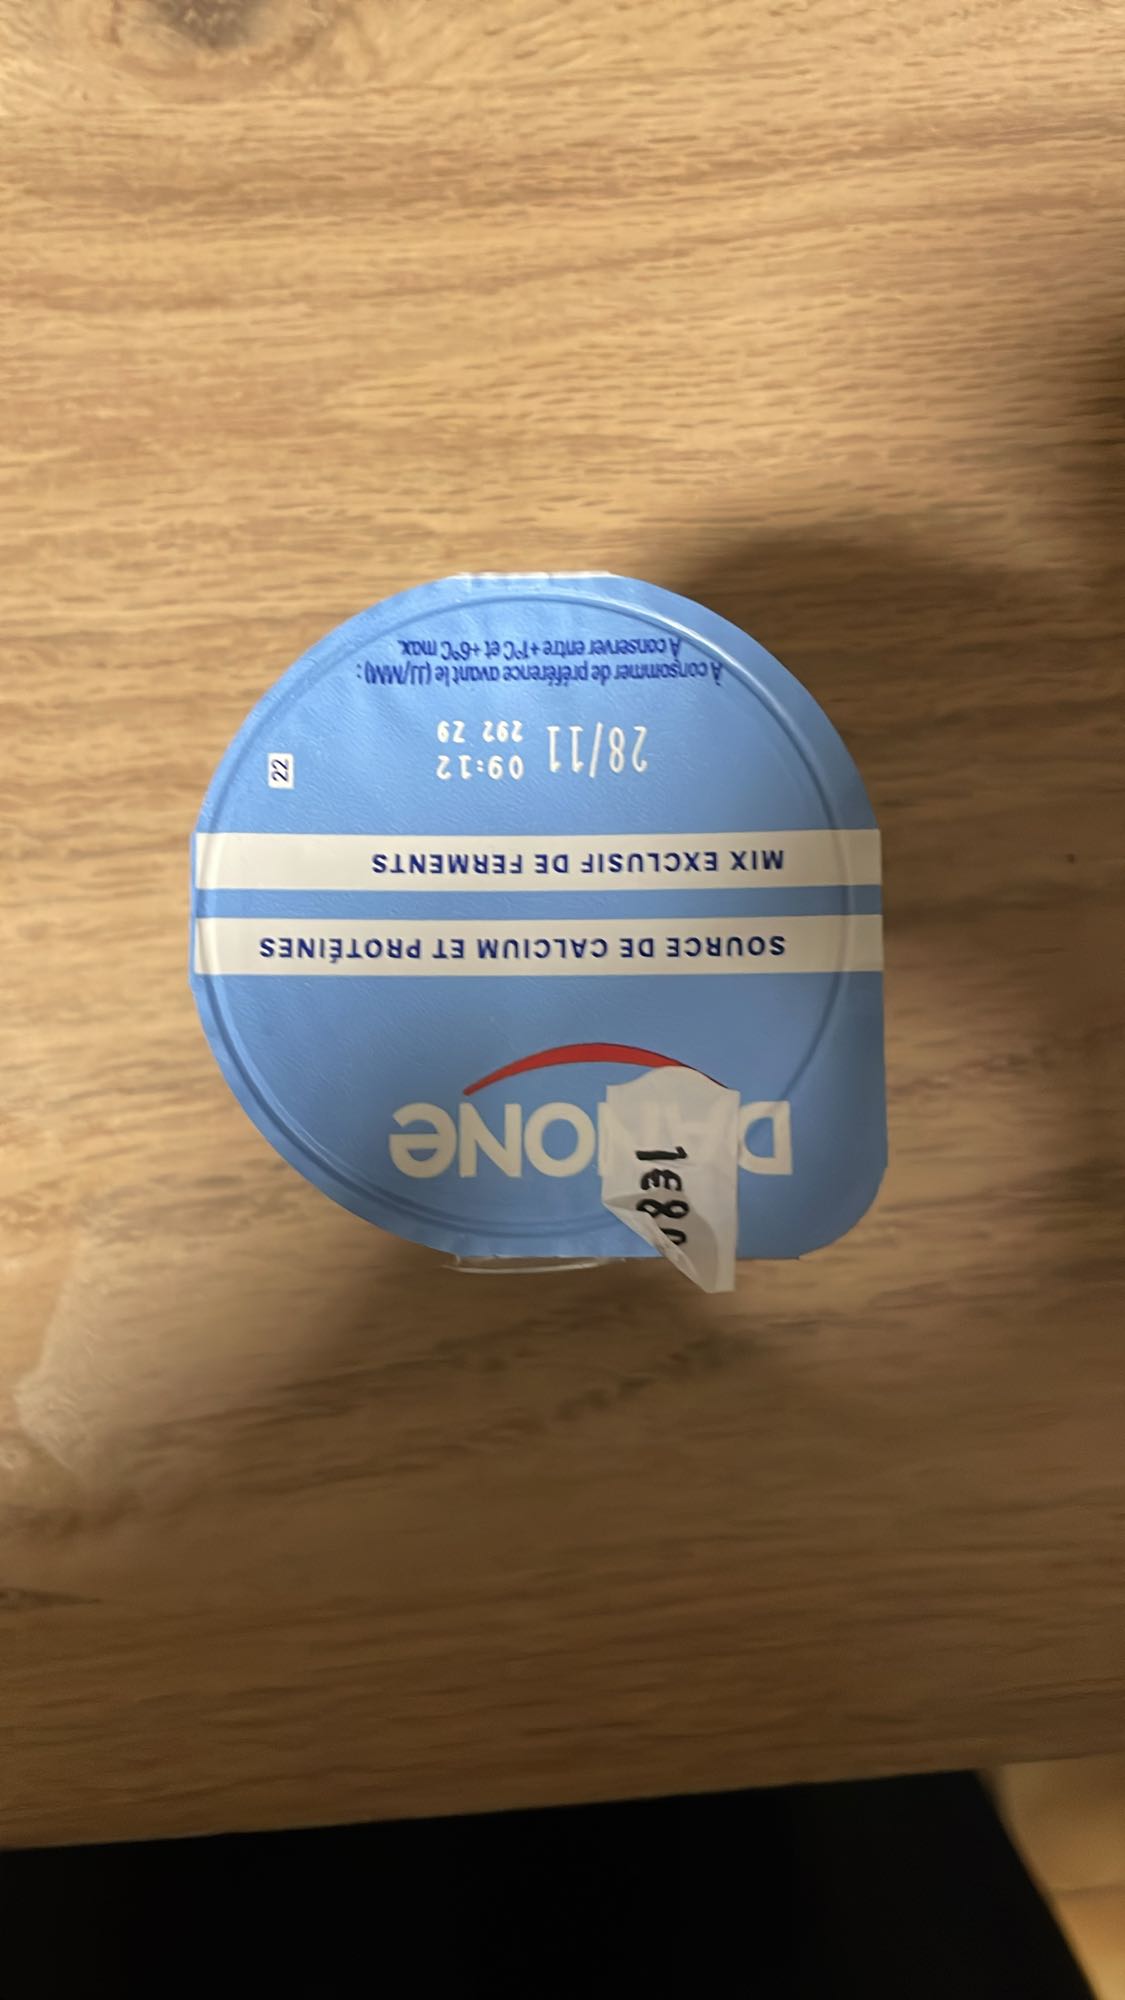 DANONE
SOURCE DE CALCIUM ET PROTÉINES
MIX EXCLUSIF DE FERMENTS
28/11 09:12
292 29
22
À consommer de préférence avant le (JJ/MM) :
A conserver entre +1°C et +6°C max.
1€80